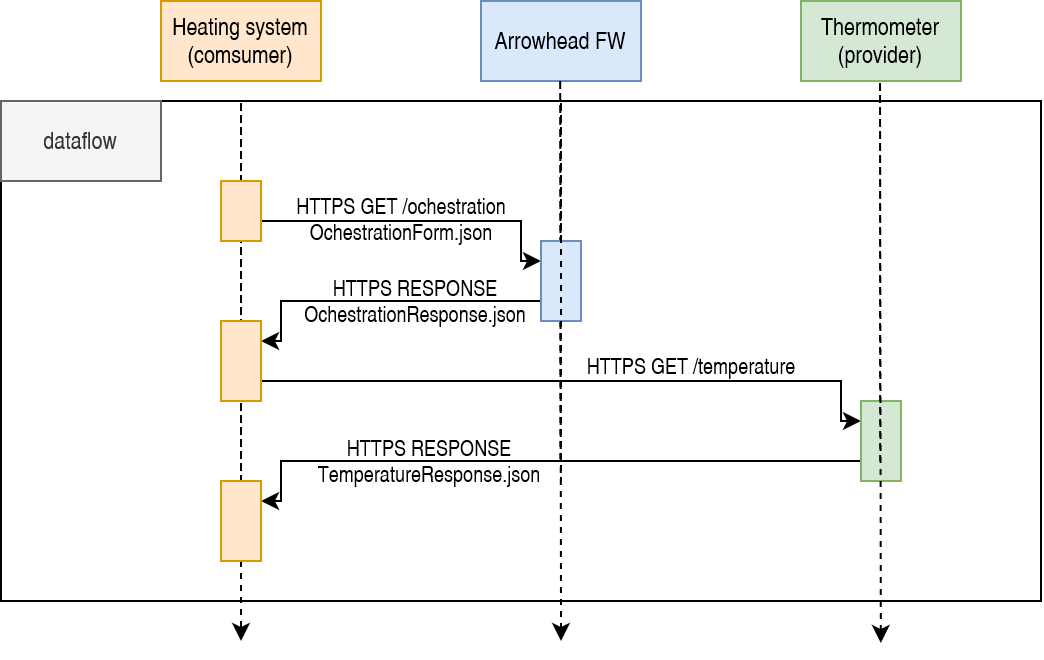 Heating system
(comsumer)
Arrowhead FW
Thermometer
(provider)
dataflow
HTTPS GET /ochestration
OchestrationForm.json
HTTPS RESPONSE
OchestrationResponse.json
HTTPS GET /temperature
HTTPS RESPONSE
TemperatureResponse.json